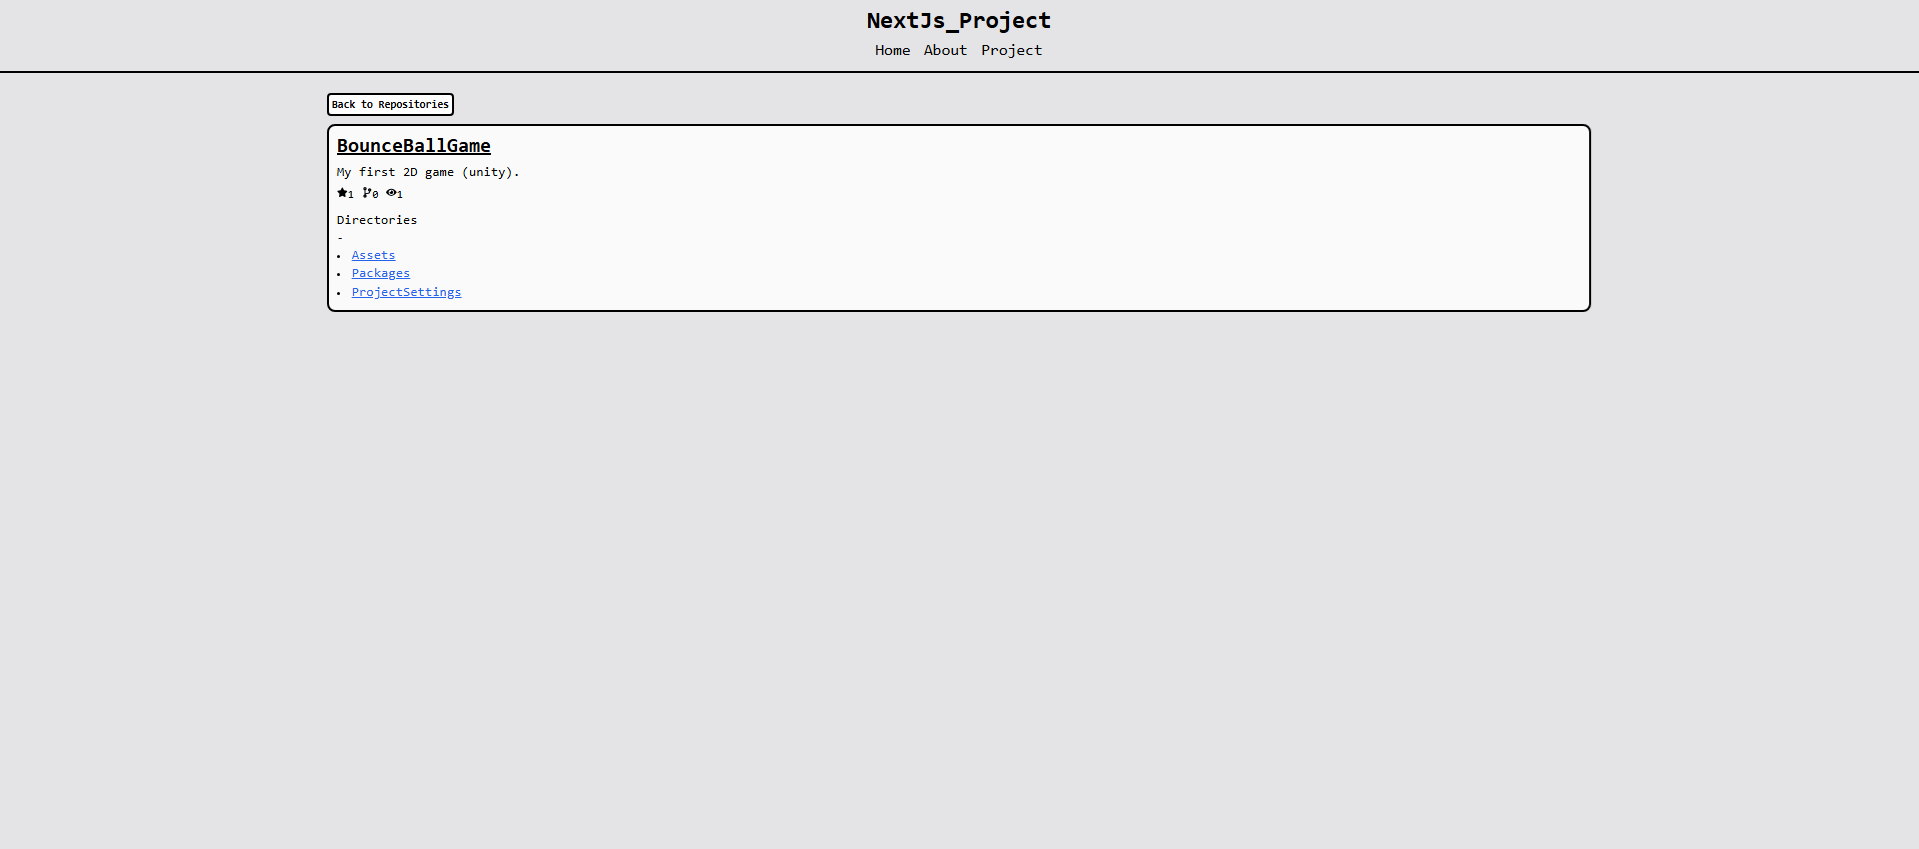 NextJs_Project
Home About Project
Back to Repositories
BounceBallGame
My first 2D game (unity).
1 0 1
Directories
-
• Assets
• Packages
• ProjectSettings